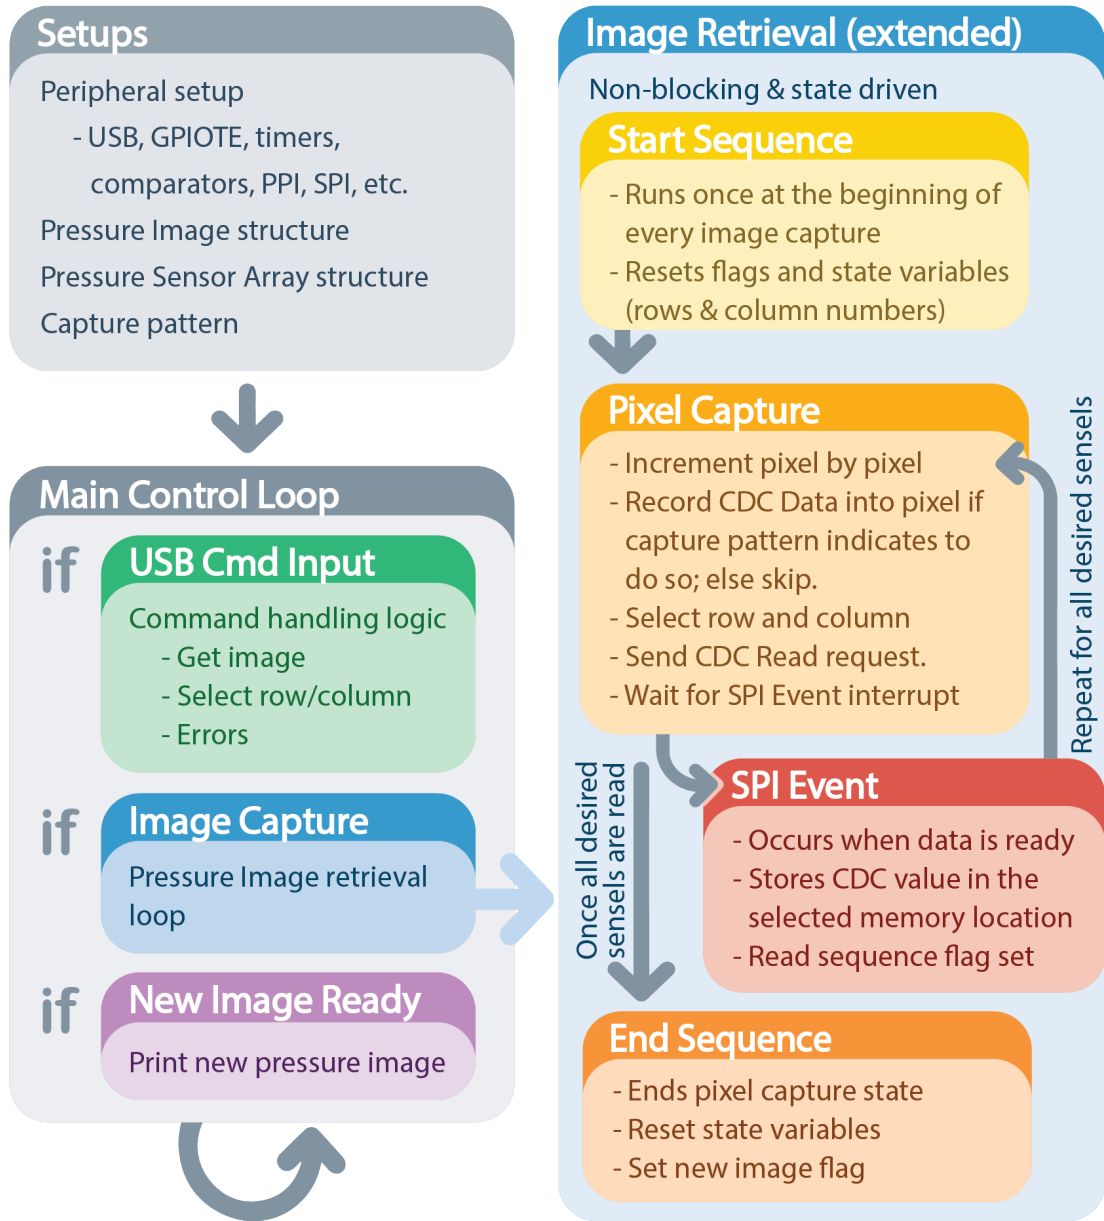 Setups
Peripheral setup
- USB, GPIOTE, timers,
comparators, PPI, SPI, etc.
Pressure Image structure
Pressure Sensor Array structure
Capture pattern
Main Control Loop
if
USB Cmd Input
Command handling logic
- Get image
- Select row/column
- Errors
if
Image Capture
Pressure Image retrieval
loop
if
New Image Ready
Print new pressure image
Image Retrieval (extended)
Non-blocking & state driven
Start Sequence
- Runs once at the beginning of
every image capture
- Resets flags and state variables
(rows & column numbers)
Pixel Capture
- Increment pixel by pixel
- Record CDC Data into pixel if
capture pattern indicates to
do so; else skip.
- Select row and column
- Send CDC Read request.
- Wait for SPI Event interrupt
Repeat for all desired sensels
Once all desired
sensels are read
SPI Event
- Occurs when data is ready
- Stores CDC value in the
selected memory location
- Read sequence flag set
End Sequence
- Ends pixel capture state
- Reset state variables
- Set new image flag